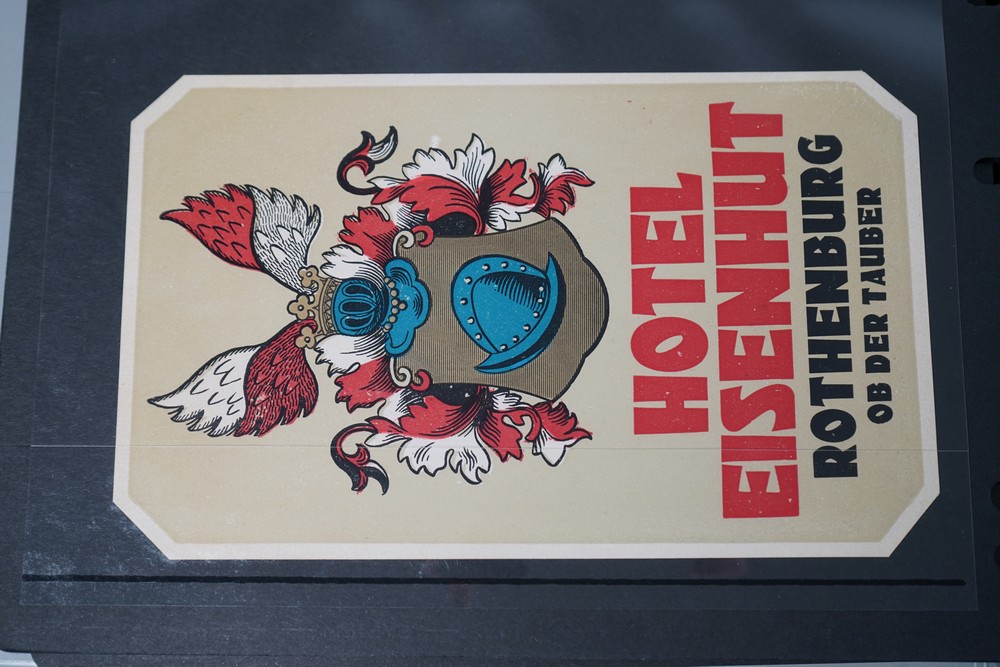 HOTEL
EISENHUT
ROTHENBURG
OB DER TAUBER